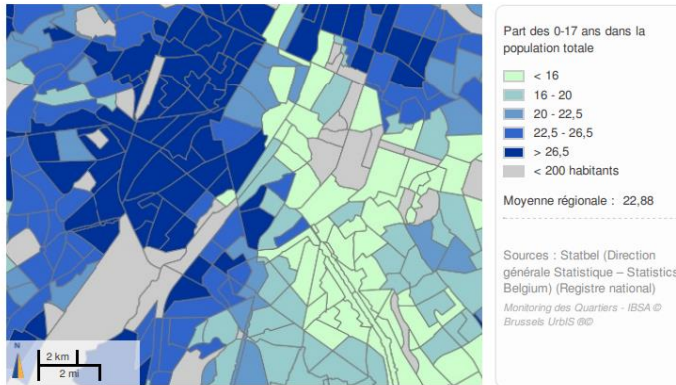 Part des 0-17 ans dans la
population totale
< 16
16 - 20
20 - 22,5
22,5 - 26,5
> 26,5
< 200 habitants
Moyenne régionale : 22,88
Sources : Statbel (Direction
générale Statistique – Statistics
Belgium) (Registre national)
Monitoring des Quartiers - IBSA ©
Brussels UrbIS ®©
N
2 km
2 mi